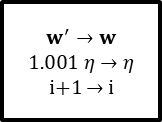 w′ → w
1.001 η → η
i+1 → i